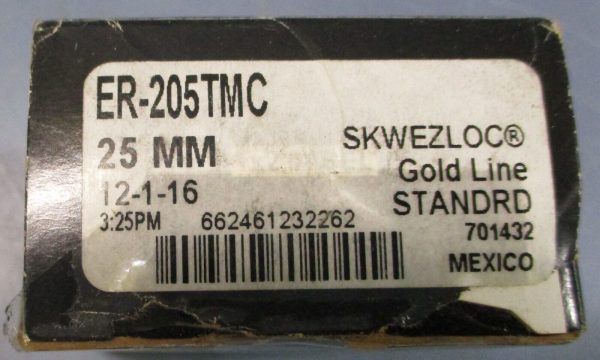 ER-205TMC
25 MM
12-1-16
3:25PM
662461232262
SKWEZLOC®
Gold Line
STANDRD
701432
MEXICO